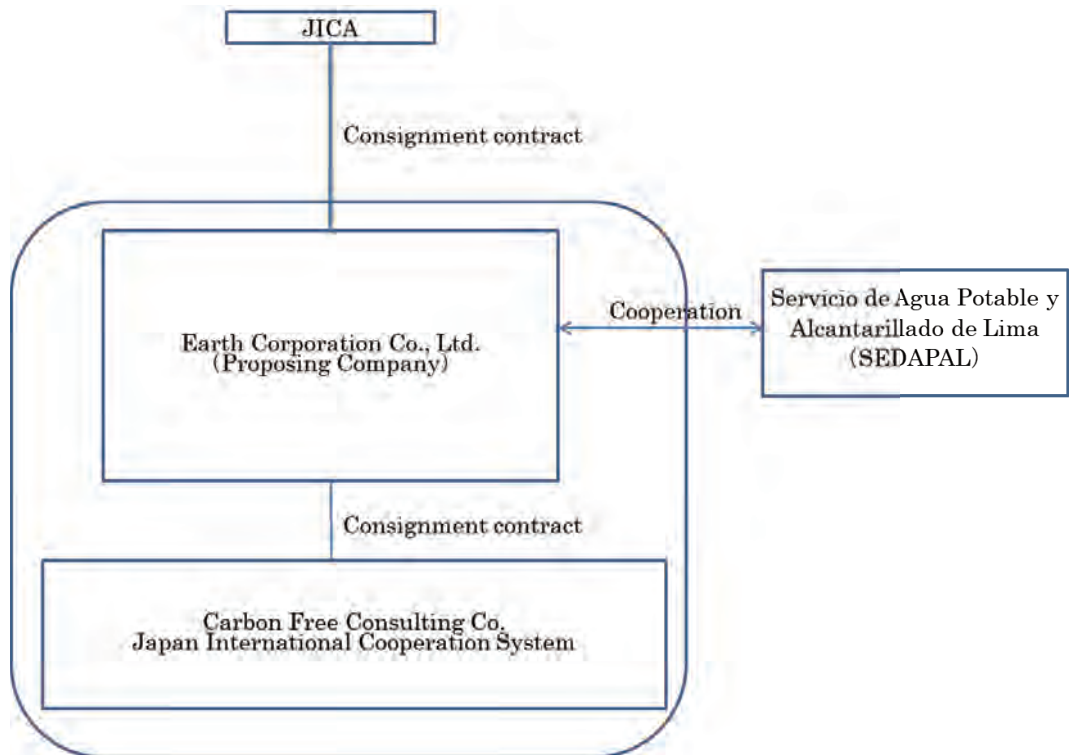 JICA
Consignment contract
Earth Corporation Co., Ltd.
(Proposing Company)
Cooperation
Servicio de Agua Potable y
Alcantarillado de Lima
(SEDAPAL)
Consignment contract
Carbon Free Consulting Co.
Japan International Cooperation System